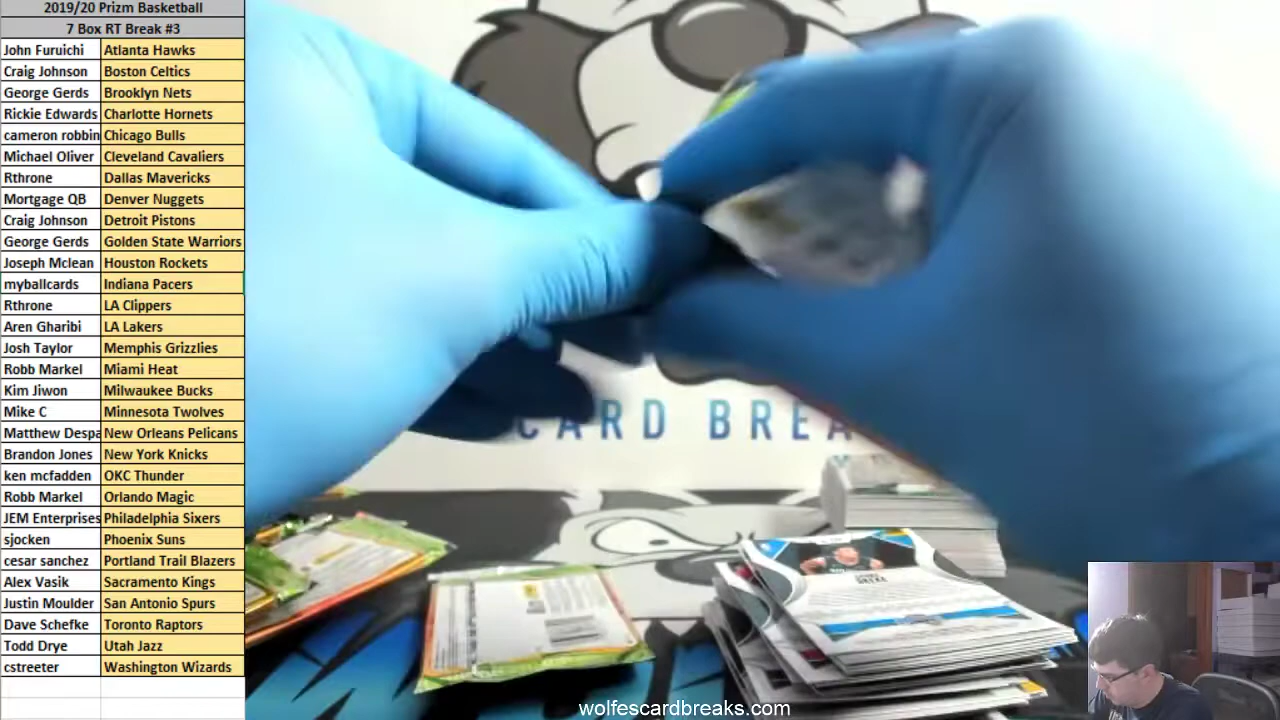 2019/20 Prizm Basketball
7 Box RT Break #3
John Furuichi Atlanta Hawks
Craig Johnson Boston Celtics
George Gerds Brooklyn Nets
Rickie Edwards Charlotte Hornets
cameron robbin Chicago Bulls
Michael Oliver Cleveland Cavaliers
Rthrone Dallas Mavericks
Mortgage QB Denver Nuggets
Craig Johnson Detroit Pistons
George Gerds Golden State Warriors
Joseph Mclean Houston Rockets
myballcards Indiana Pacers
Rthrone LA Clippers
Aren Gharibi LA Lakers
Josh Taylor Memphis Grizzlies
Robb Markel Miami Heat
Kim Jiwon Milwaukee Bucks
Mike C Minnesota Twolves
Matthew Despa New Orleans Pelicans
Brandon Jones New York Knicks
ken mcfadden OKC Thunder
Robb Markel Orlando Magic
JEM Enterprises Philadelphia Sixers
sjocken Phoenix Suns
cesar sanchez Portland Trail Blazers
Alex Vasik Sacramento Kings
Justin Moulder San Antonio Spurs
Dave Schefke Toronto Raptors
Todd Drye Utah Jazz
cstreeter Washington Wizards
CARD BREA
wolfescardbreaks.com